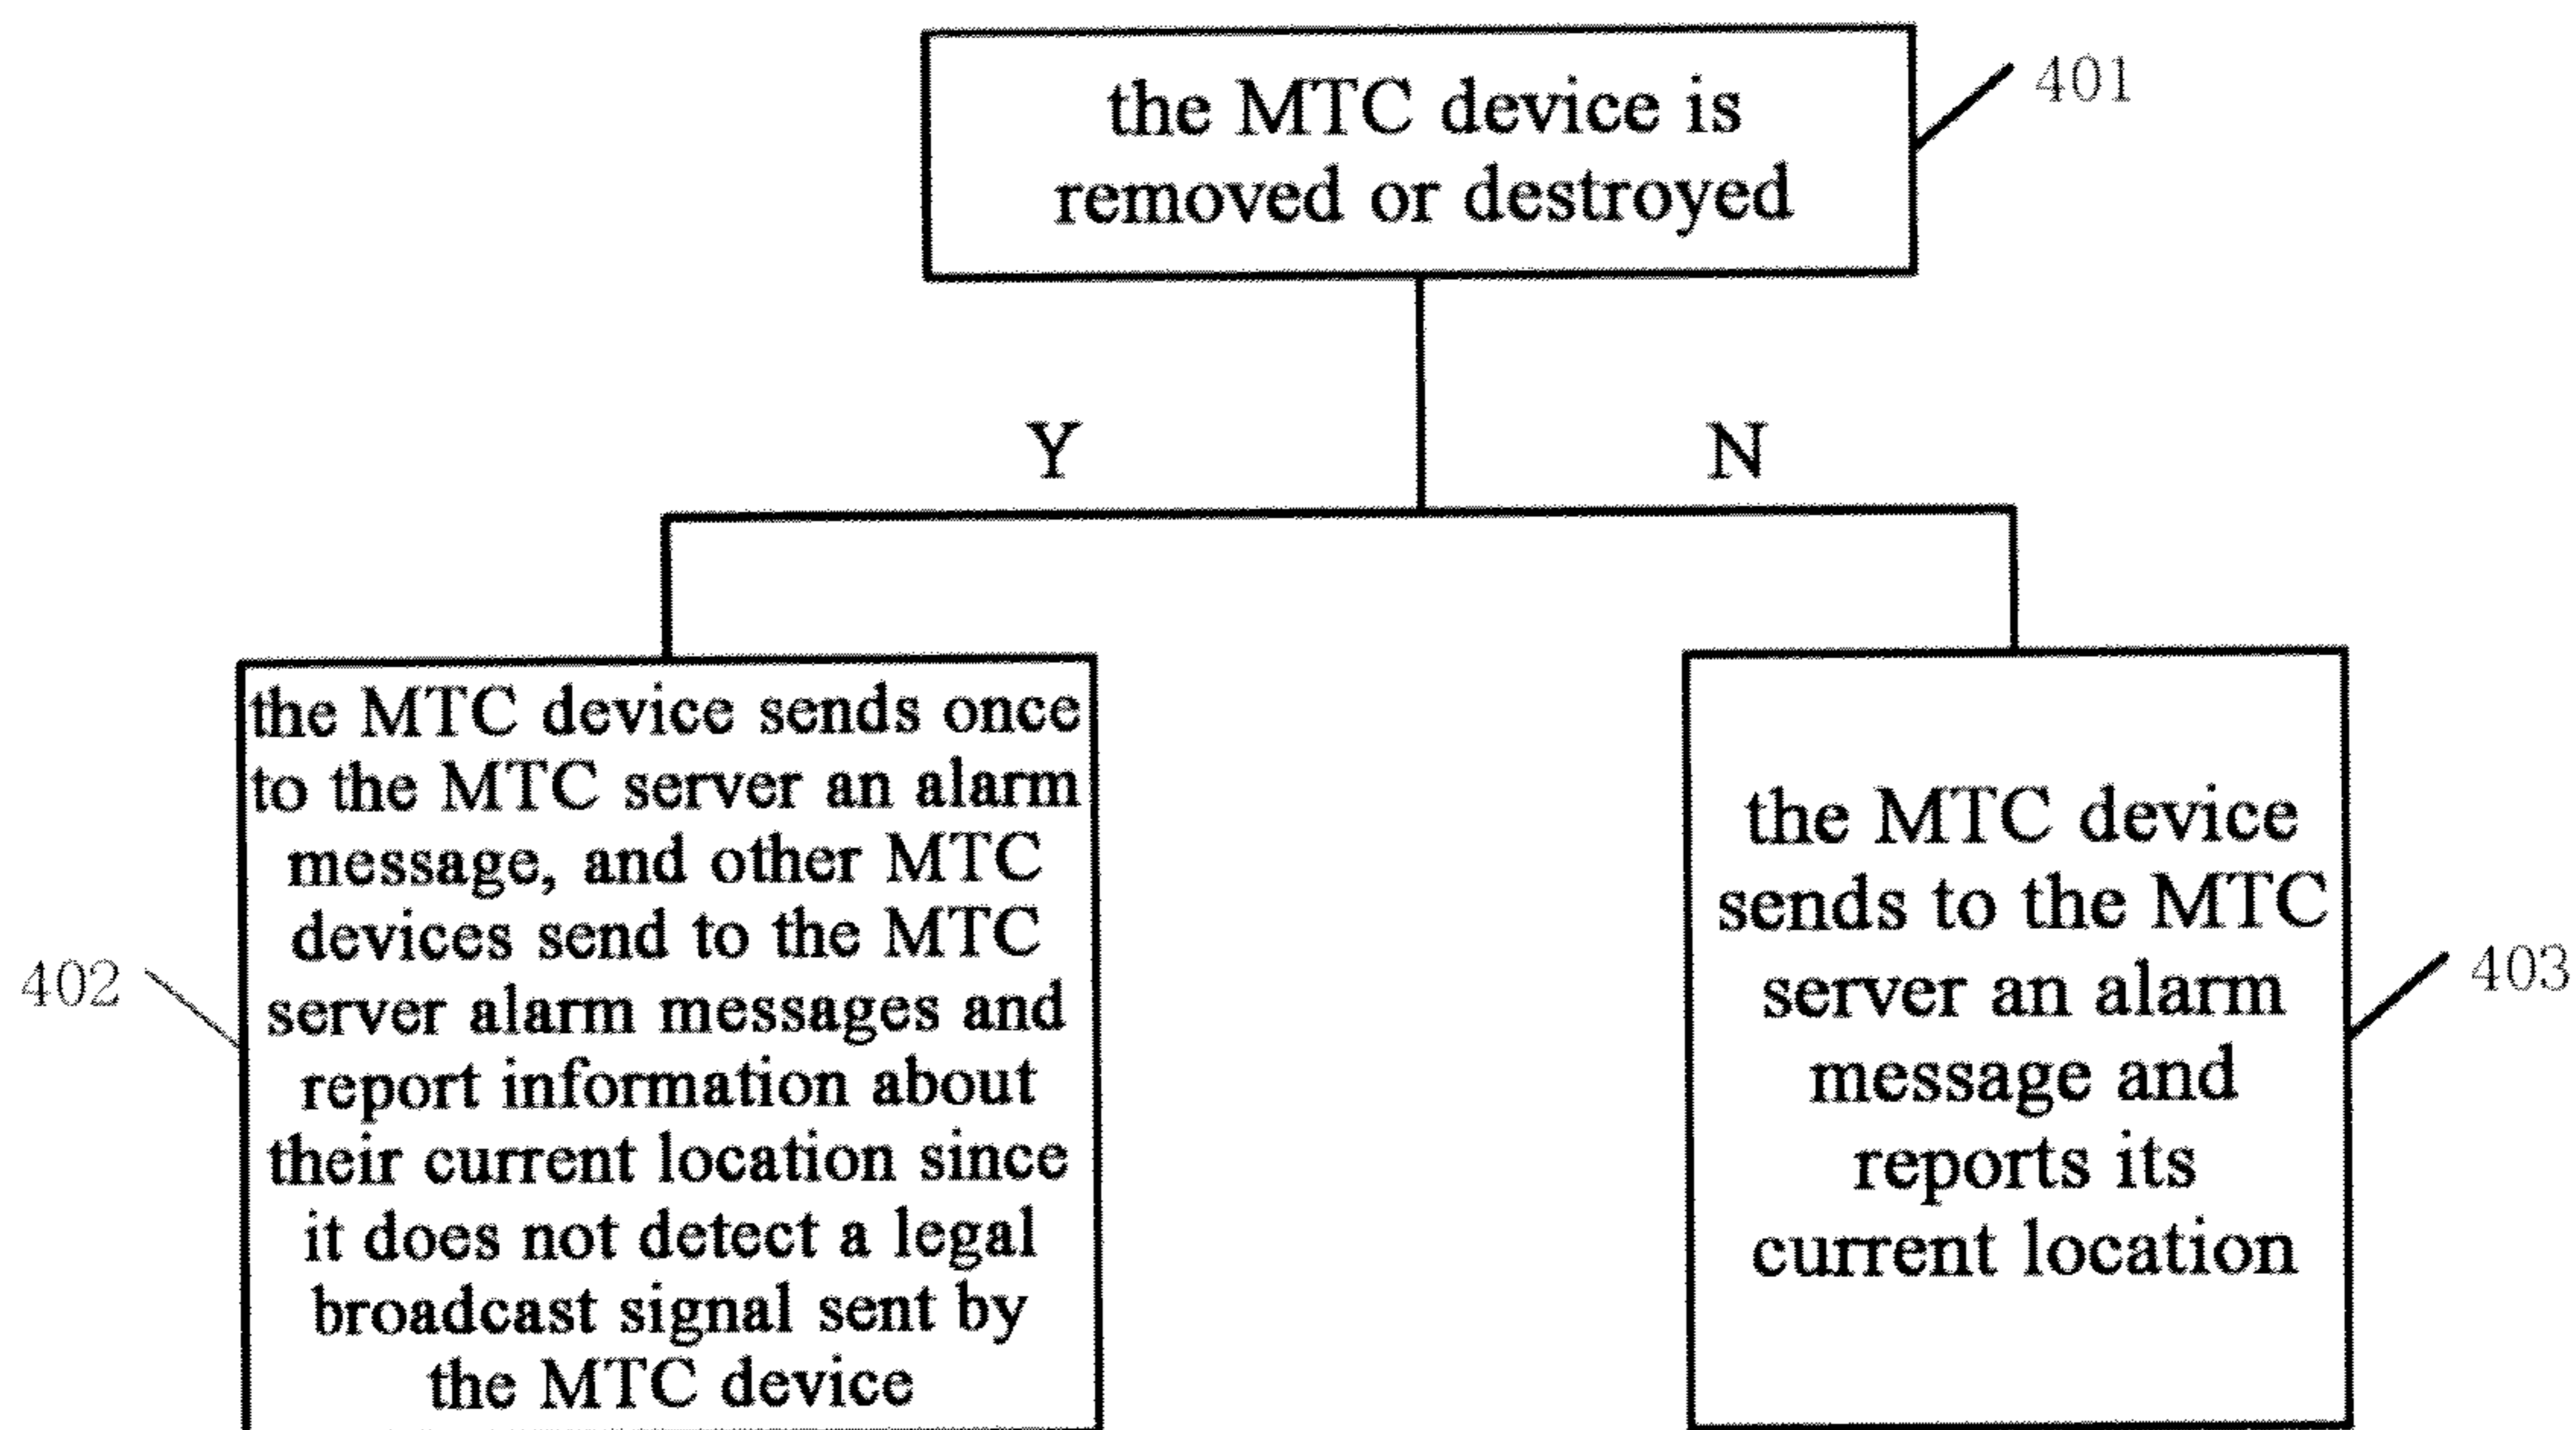 the MTC device is
removed or destroyed
401
Y
N
the MTC device sends once
to the MTC server an alarm
message, and other MTC
devices send to the MTC
server alarm messages and
report information about
their current location since
it does not detect a legal
broadcast signal sent by
the MTC device
402
the MTC device
sends to the MTC
server an alarm
message and
reports its
current location
403